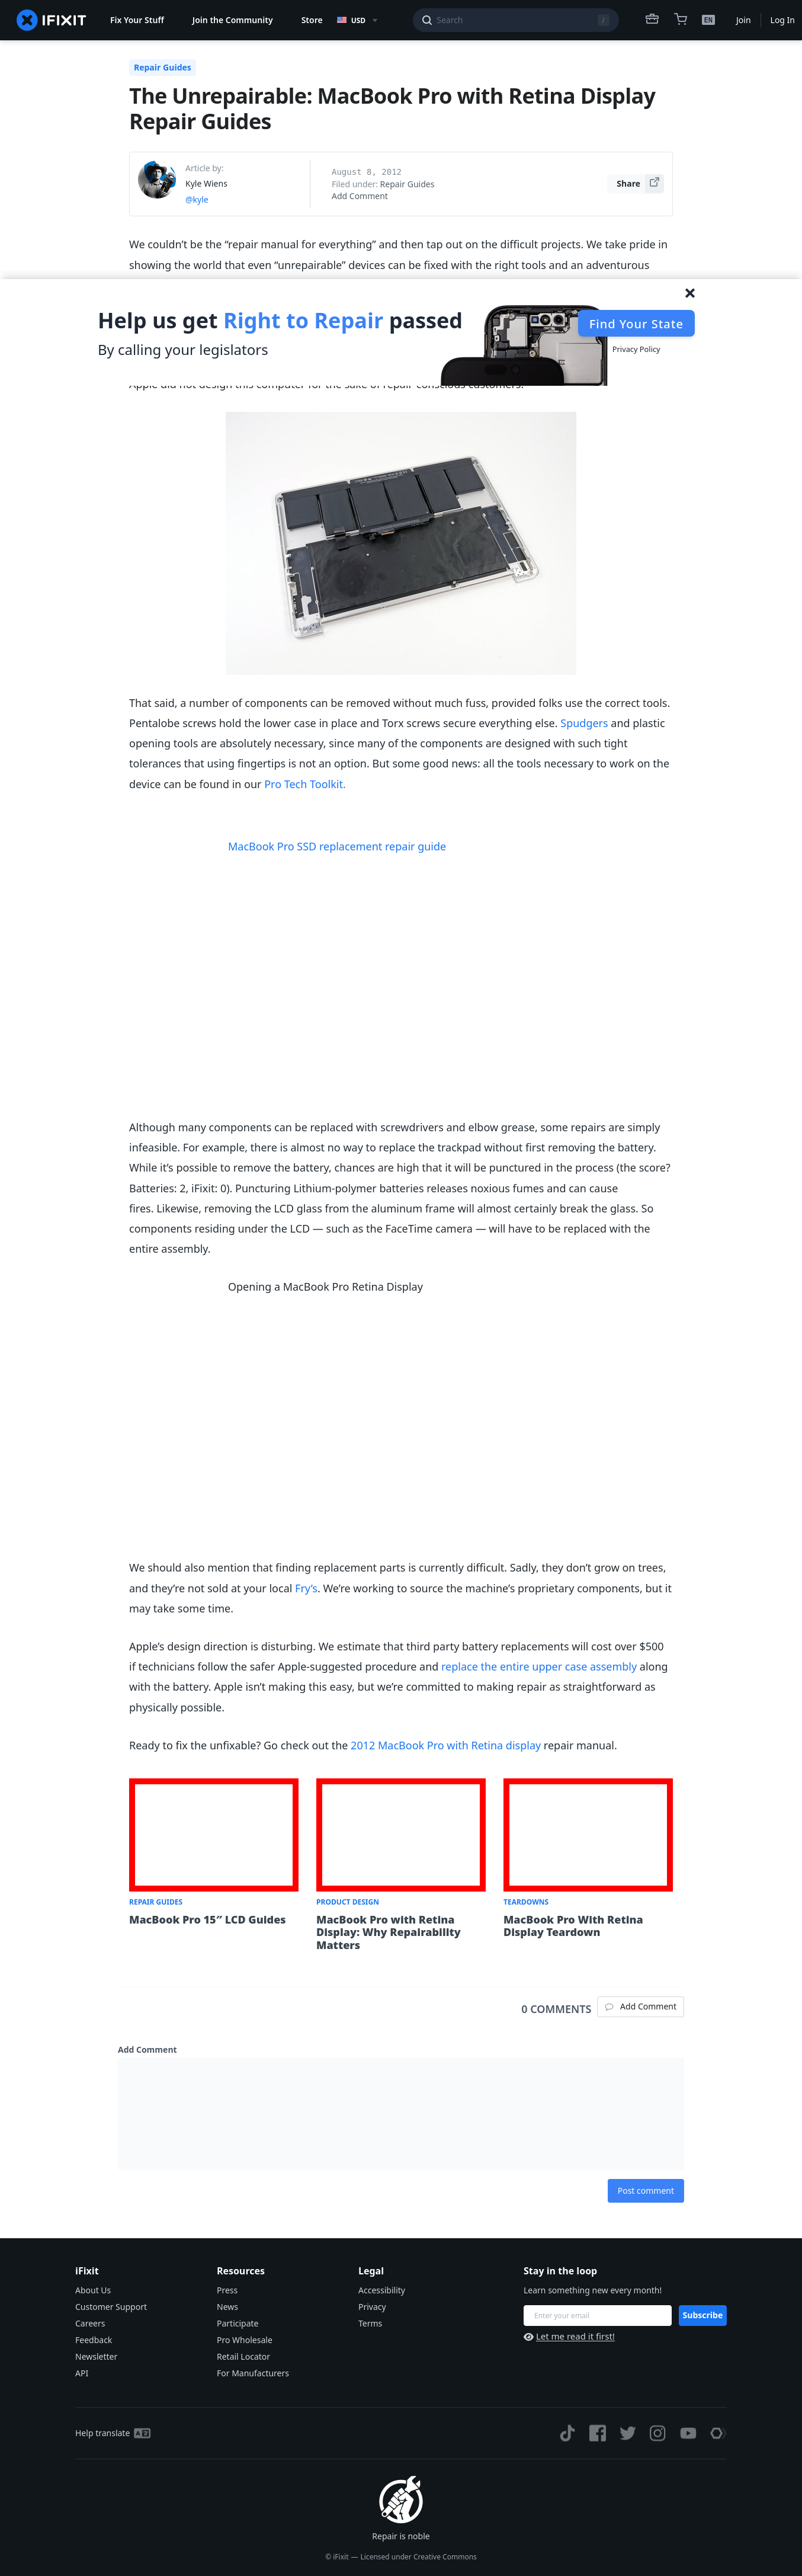 IFIXIT
Fix Your Stuff
Join the Community
Store
USD
Search
/
EN
Join
Log In
Repair Guides
The Unrepairable: MacBook Pro with Retina Display
Repair Guides
Article by:
Kyle Wiens
@kyle
August 8, 2012
Filed under: Repair Guides
Add Comment
Share
We couldn’t be the “repair manual for everything” and then tap out on the difficult projects. We take pride in
showing the world that even “unrepairable” devices can be fixed with the right tools and an adventurous
Help us get Right to Repair passed
By calling your legislators
Find Your State
Privacy Policy
Apple did not design this computer for the sake of repair conscious customers.
That said, a number of components can be removed without much fuss, provided folks use the correct tools.
Pentalobe screws hold the lower case in place and Torx screws secure everything else. Spudgers and plastic
opening tools are absolutely necessary, since many of the components are designed with such tight
tolerances that using fingertips is not an option. But some good news: all the tools necessary to work on the
device can be found in our Pro Tech Toolkit.
MacBook Pro SSD replacement repair guide
Although many components can be replaced with screwdrivers and elbow grease, some repairs are simply
infeasible. For example, there is almost no way to replace the trackpad without first removing the battery.
While it’s possible to remove the battery, chances are high that it will be punctured in the process (the score?
Batteries: 2, iFixit: 0). Puncturing Lithium-polymer batteries releases noxious fumes and can cause
fires. Likewise, removing the LCD glass from the aluminum frame will almost certainly break the glass. So
components residing under the LCD — such as the FaceTime camera — will have to be replaced with the
entire assembly.
Opening a MacBook Pro Retina Display
We should also mention that finding replacement parts is currently difficult. Sadly, they don’t grow on trees,
and they’re not sold at your local Fry’s. We’re working to source the machine’s proprietary components, but it
may take some time.
Apple’s design direction is disturbing. We estimate that third party battery replacements will cost over $500
if technicians follow the safer Apple-suggested procedure and replace the entire upper case assembly along
with the battery. Apple isn’t making this easy, but we’re committed to making repair as straightforward as
physically possible.
Ready to fix the unfixable? Go check out the 2012 MacBook Pro with Retina display repair manual.
REPAIR GUIDES
MacBook Pro 15″ LCD Guides
PRODUCT DESIGN
MacBook Pro with Retina
Display: Why Repairability
Matters
TEARDOWNS
MacBook Pro With Retina
Display Teardown
0 COMMENTS
Add Comment
Add Comment
Post comment
iFixit
About Us
Customer Support
Careers
Feedback
Newsletter
API
Resources
Press
News
Participate
Pro Wholesale
Retail Locator
For Manufacturers
Legal
Accessibility
Privacy
Terms
Stay in the loop
Learn something new every month!
Enter your email
Subscribe
Let me read it first!
Help translate
Repair is noble
© iFixit — Licensed under Creative Commons